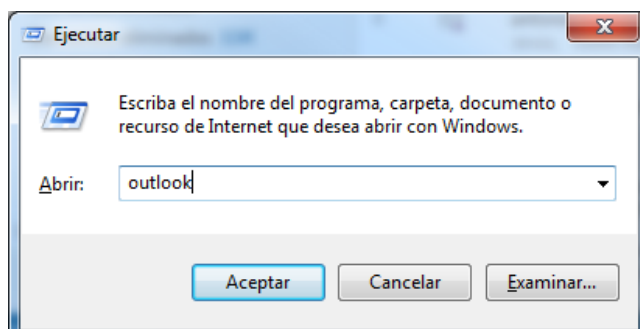 Ejecutar
Escriba el nombre del programa, carpeta, documento o
recurso de Internet que desea abrir con Windows.
Abrir: outlook
Aceptar Cancelar Examinar...